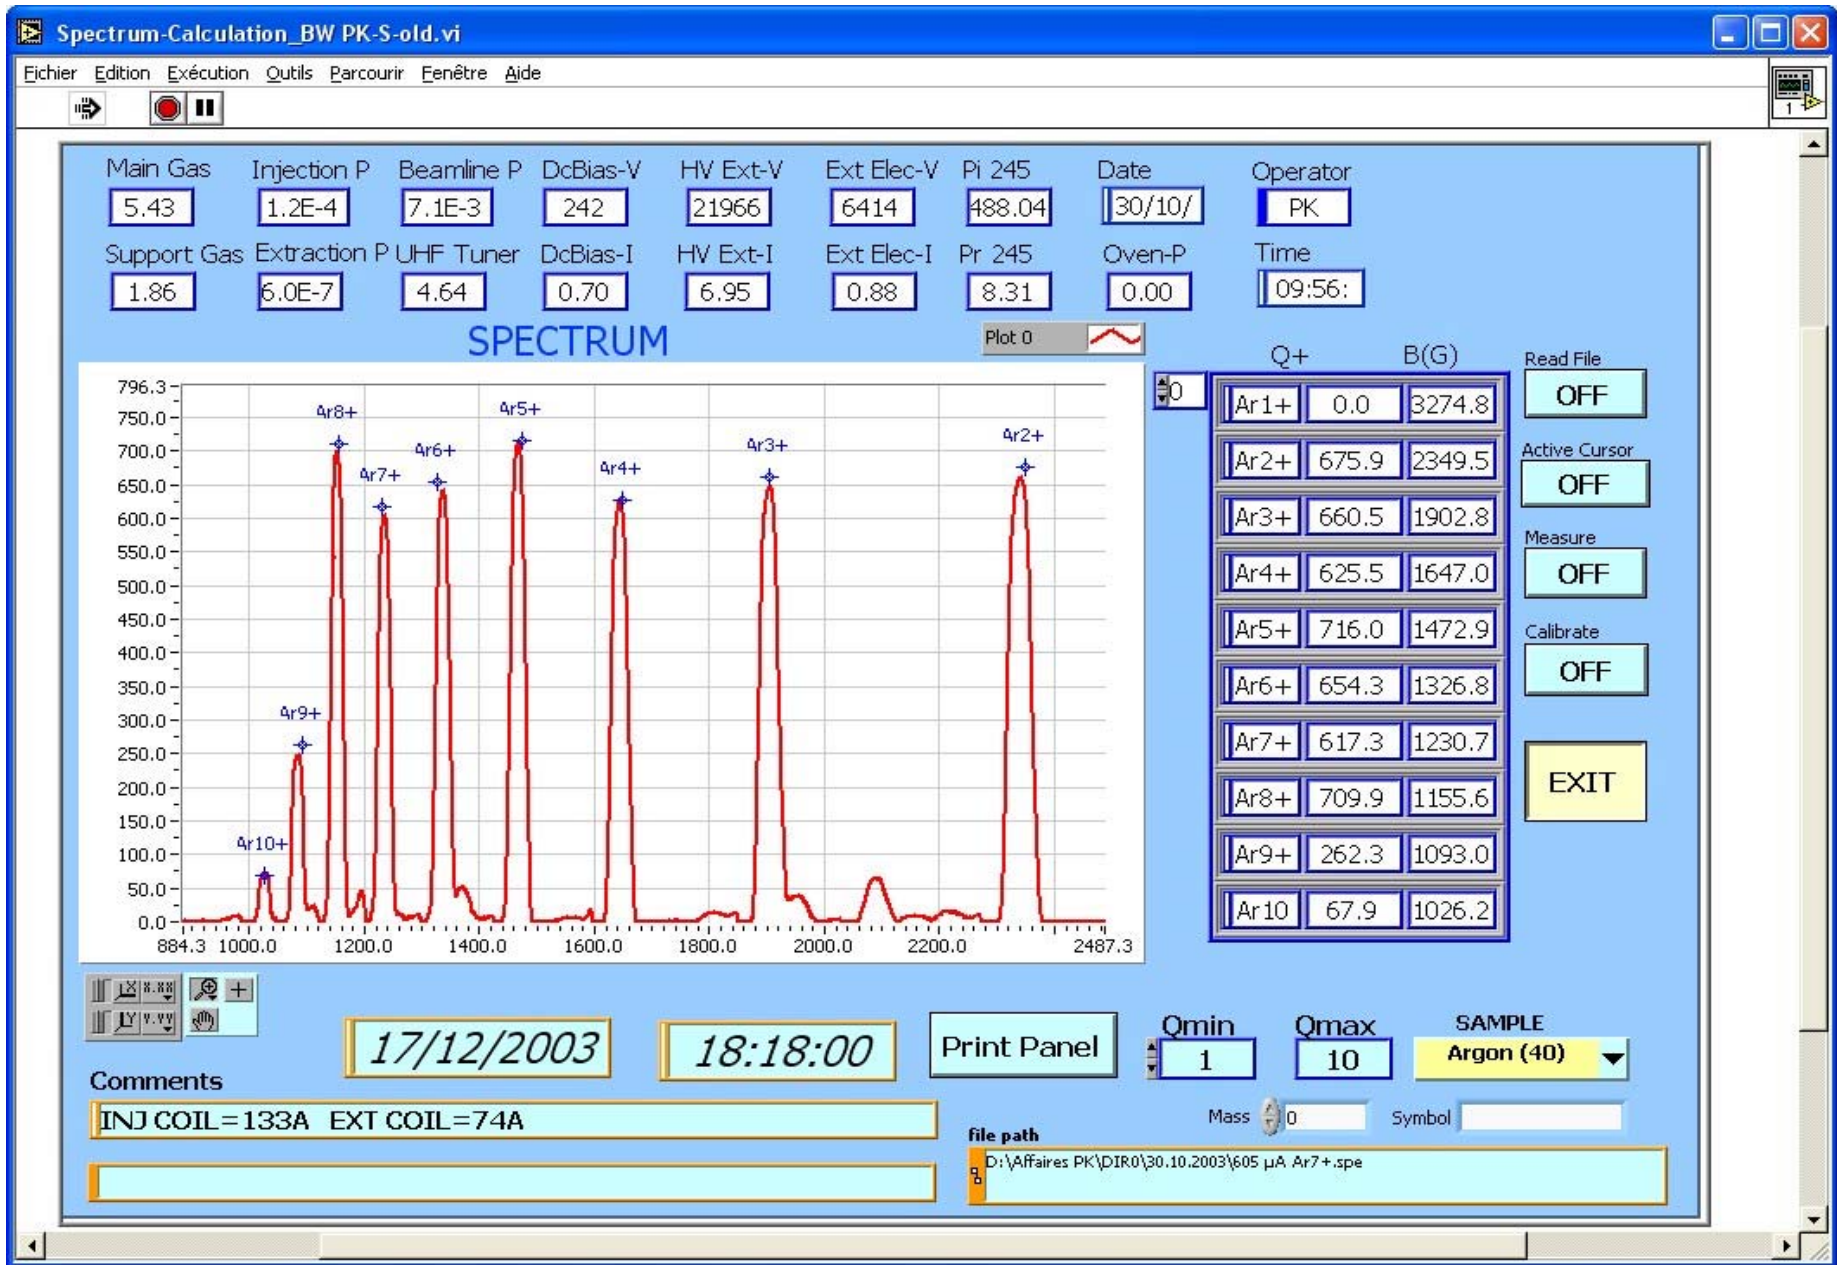 Spectrum-Calculation_BW PK-S-old.vi
Fichier Edition Exécution Outils Parcourir Fenêtre Aide
1
Main Gas Injection P Beamline P DcBias-V HV Ext-V Ext Elec-V Pi 245 Date Operator
5.43 1.2E-4 7.1E-3 242 21966 6414 488.04 30/10/ PK
Support Gas Extraction P UHF Tuner DcBias-I HV Ext-I Ext Elec-I Pr 245 Oven-P Time
1.86 6.0E-7 4.64 0.70 6.95 0.88 8.31 0.00 09:56:
SPECTRUM
Plot 0
796.3
750.0
700.0
650.0
600.0
550.0
500.0
450.0
400.0
350.0
300.0
250.0
200.0
150.0
100.0
50.0
0.0
Ar10+ Ar9+ Ar8+ Ar7+ Ar6+ Ar5+ Ar4+ Ar3+ Ar2+
884.3 1000.0 1200.0 1400.0 1600.0 1800.0 2000.0 2200.0 2487.3
0
Q+ B(G)
Ar1+ 0.0 3274.8
Ar2+ 675.9 2349.5
Ar3+ 660.5 1902.8
Ar4+ 625.5 1647.0
Ar5+ 716.0 1472.9
Ar6+ 654.3 1326.8
Ar7+ 617.3 1230.7
Ar8+ 709.9 1155.6
Ar9+ 262.3 1093.0
Ar10 67.9 1026.2
Read File
OFF
Active Cursor
OFF
Measure
OFF
Calibrate
OFF
EXIT
X 8.88
Y Y.YY
17/12/2003 18:18:00
Print Panel
Qmin Qmax SAMPLE
1 10 Argon (40)
Comments
INJ COIL=133A EXT COIL=74A
Mass 0 Symbol
file path
D:\Affaires PK\DIR0\30.10.2003\605 µA Ar7+.spe